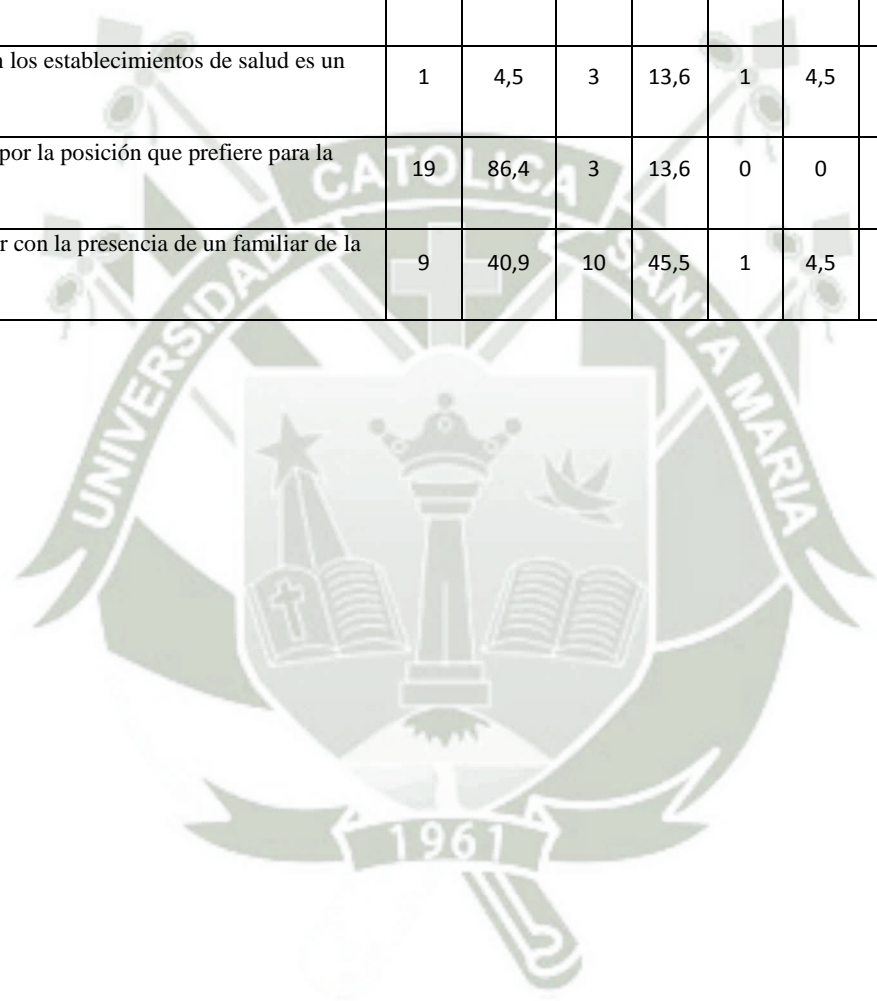 n los establecimientos de salud es un
1 4,5 3 13,6 1 4,5
por la posición que prefiere para la
19 86,4 3 13,6 0 0
r con la presencia de un familiar de la
9 40,9 10 45,5 1 4,5
UNIVERSIDAD CATOLICA SANTA MARIA
1961